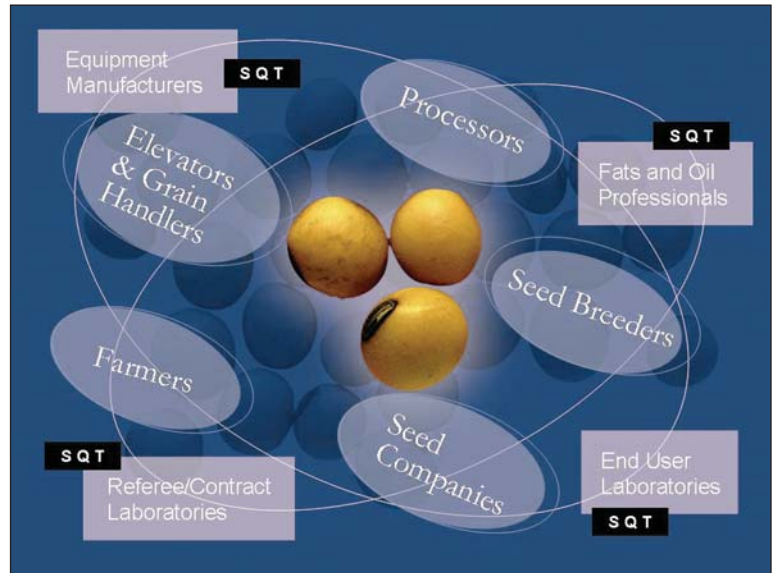 Equipment
Manufacturers
SQT
Processors
SQT
Fats and Oil
Professionals
Elevators
& Grain
Handlers
Seed Breeders
Farmers
Seed
Companies
SQT
Referee/Contract
Laboratories
End User
Laboratories
SQT